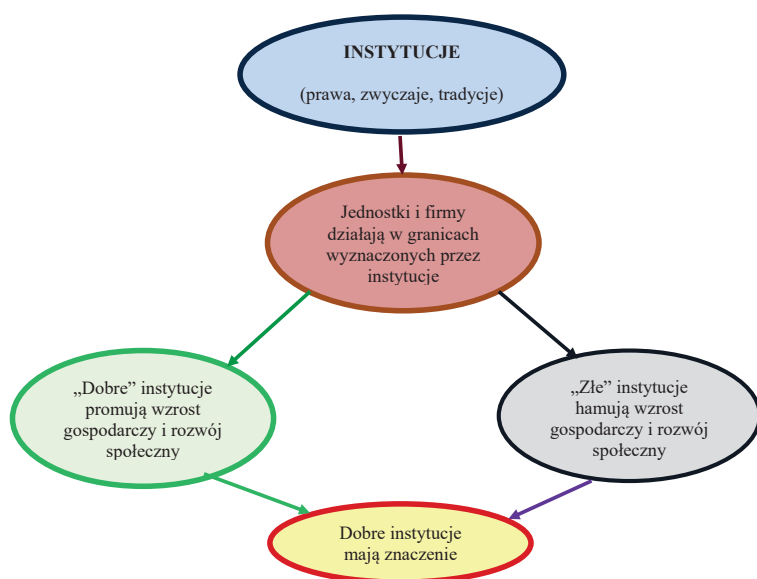 INSTYTUCJE
(prawa, zwyczaje, tradycje)
Jednostki i firmy
działają w granicach
wyznaczonych przez
instytucje
„Dobre” instytucje
promują wzrost
gospodarczy i rozwój
społeczny
„Złe” instytucje
hamują wzrost
gospodarczy i rozwój
społeczny
Dobre instytucje
mają znaczenie